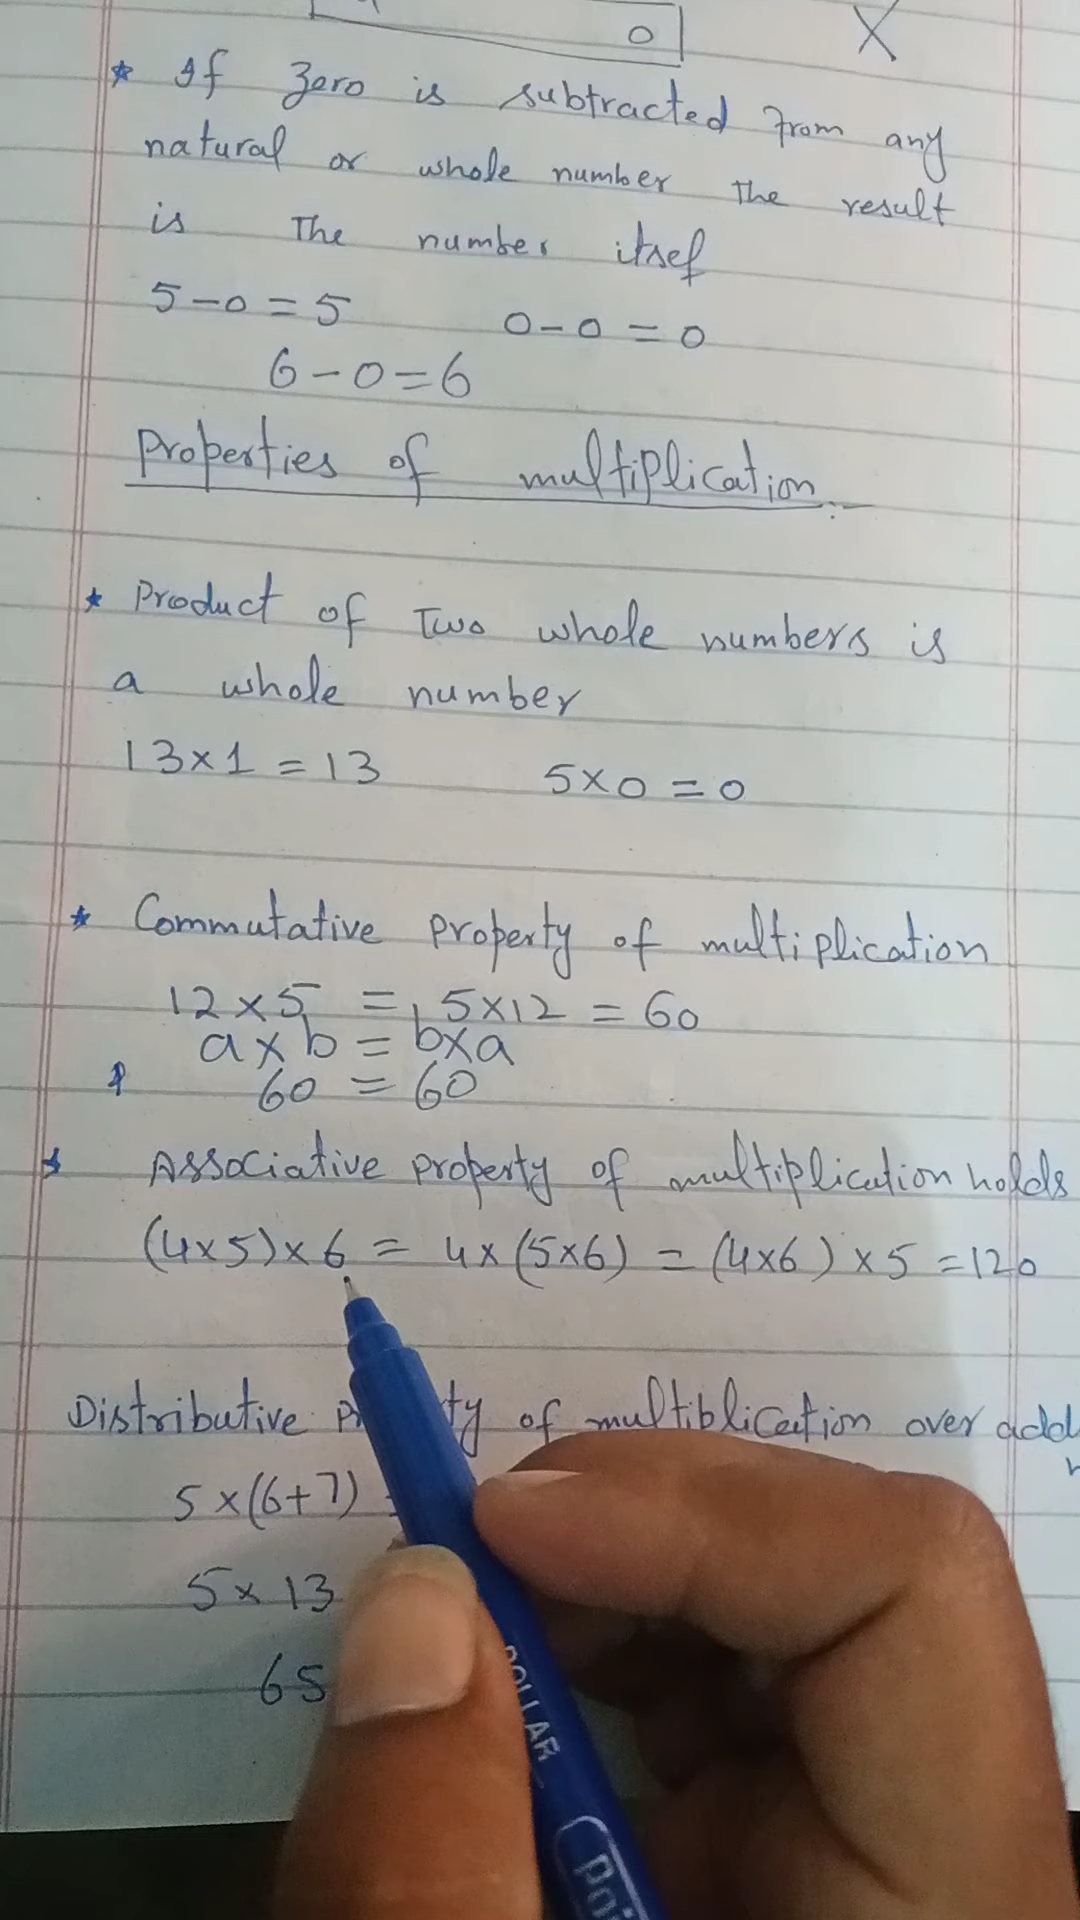 0 X
* If Zero is subtracted from any
natural or whole number the result
is The number itsef
5-0=5 0-0=0
6-0=6
Properties of multiplication:-
* Product of Two whole numbers is
a whole number
13×1=13 5×0=0
* Commutative property of multiplication
12×5 = 5×12 = 60
a×b = b×a
60 = 60
* Associative property of multiplication holds
(4×5)×6 = 4×(5×6) = (4×6)×5=120
Distributive of multiplication over add
5×(6+7)
5×13
65
DOLLAR